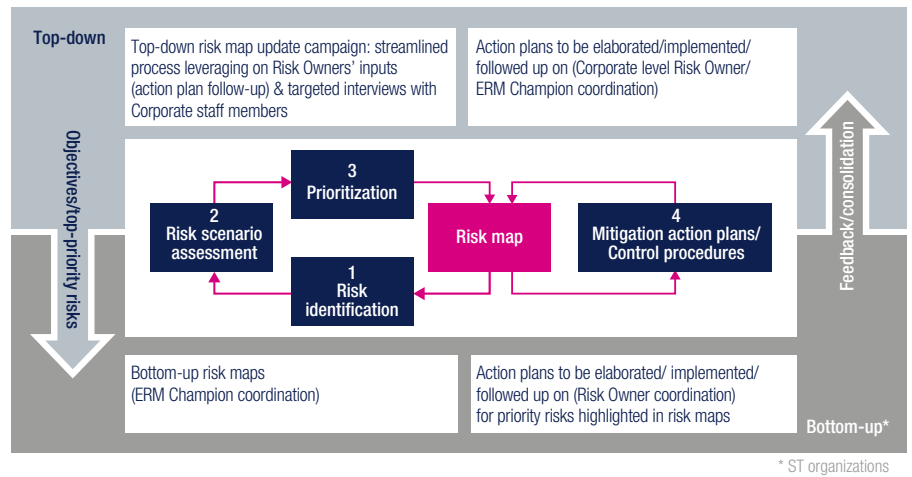 Top-down
Top-down risk map update campaign: streamlined
process leveraging on Risk Owners' inputs
(action plan follow-up) & targeted interviews with
Corporate staff members
Action plans to be elaborated/implemented/
followed up on (Corporate level Risk Owner/
ERM Champion coordination)
Objectives/top-priority risks
3
Prioritization
2
Risk scenario
assessment
Risk map
4
Mitigation action plans/
Control procedures
1
Risk
identification
Feedback/consolidation
Bottom-up risk maps
(ERM Champion coordination)
Action plans to be elaborated/ implemented/
followed up on (Risk Owner coordination)
for priority risks highlighted in risk maps
Bottom-up*
* ST organizations